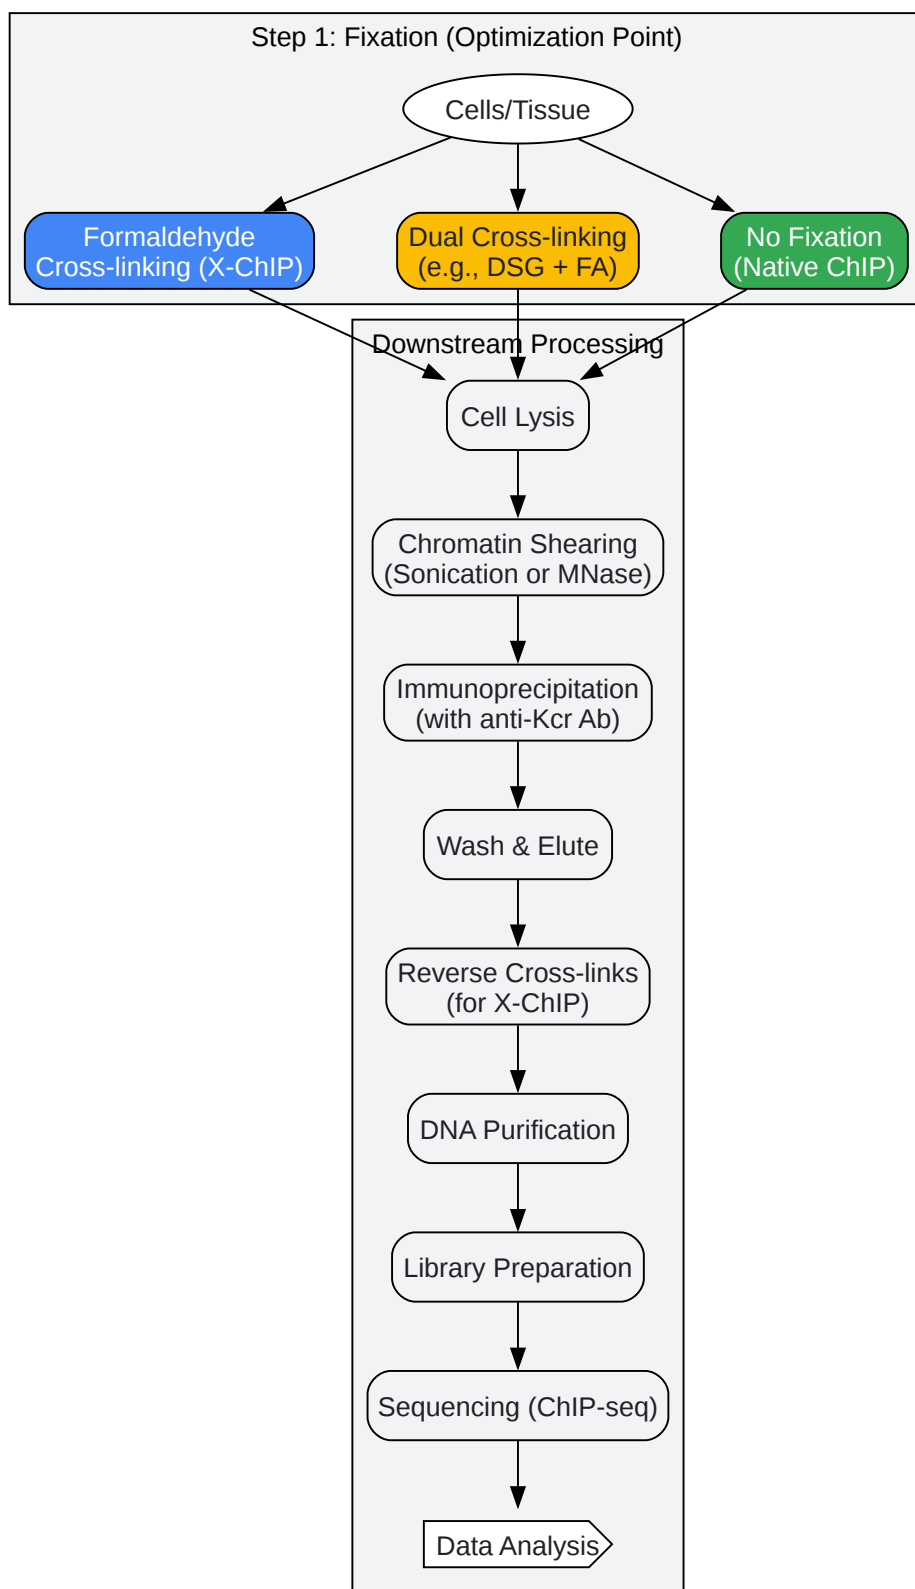 Step 1: Fixation (Optimization Point)
Cells/Tissue
Formaldehyde
Cross-linking (X-ChIP)
Dual Cross-linking
(e.g., DSG + FA)
No Fixation
(Native ChIP)
Downstream Processing
Cell Lysis
Chromatin Shearing
(Sonication or MNase)
Immunoprecipitation
(with anti-Kcr Ab)
Wash & Elute
Reverse Cross-links
(for X-ChIP)
DNA Purification
Library Preparation
Sequencing (ChIP-seq)
Data Analysis